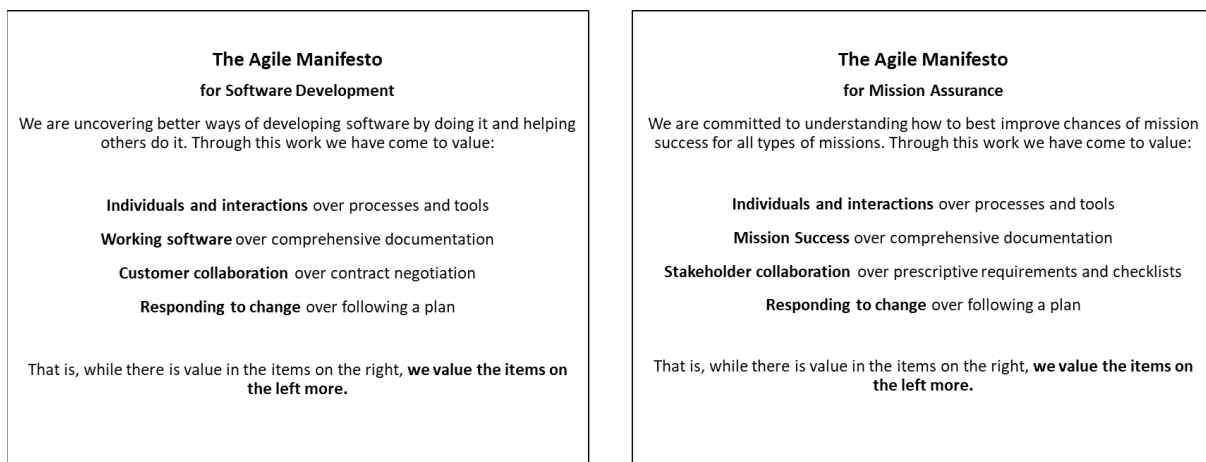 The Agile Manifesto
for Software Development
We are uncovering better ways of developing software by doing it and helping
others do it. Through this work we have come to value:
Individuals and interactions over processes and tools
Working software over comprehensive documentation
Customer collaboration over contract negotiation
Responding to change over following a plan
That is, while there is value in the items on the right, we value the items on
the left more.
The Agile Manifesto
for Mission Assurance
We are committed to understanding how to best improve chances of mission
success for all types of missions. Through this work we have come to value:
Individuals and interactions over processes and tools
Mission Success over comprehensive documentation
Stakeholder collaboration over prescriptive requirements and checklists
Responding to change over following a plan
That is, while there is value in the items on the right, we value the items on
the left more.